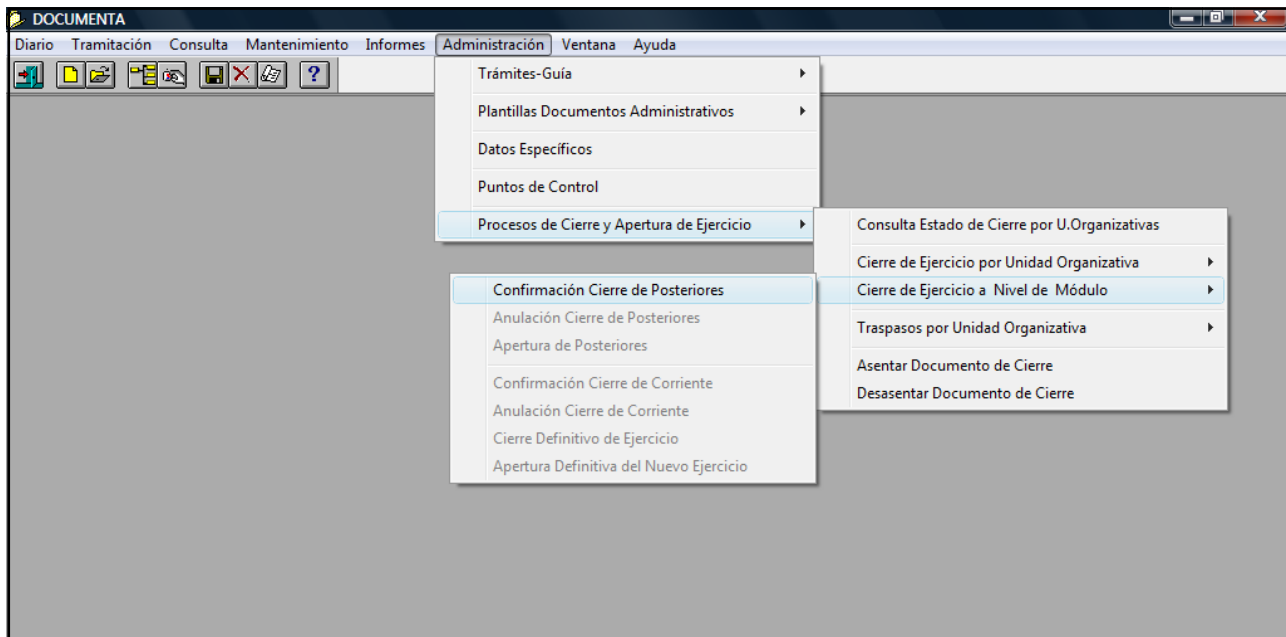 DOCUMENTA
Diario Tramitación Consulta Mantenimiento Informes Administración Ventana Ayuda
Trámites-Guía
Plantillas Documentos Administrativos
Datos Específicos
Puntos de Control
Procesos de Cierre y Apertura de Ejercicio
Consulta Estado de Cierre por U.Organizativas
Cierre de Ejercicio por Unidad Organizativa
Cierre de Ejercicio a Nivel de Módulo
Traspasos por Unidad Organizativa
Asentar Documento de Cierre
Desasentar Documento de Cierre
Confirmación Cierre de Posteriores
Anulación Cierre de Posteriores
Apertura de Posteriores
Confirmación Cierre de Corriente
Anulación Cierre de Corriente
Cierre Definitivo de Ejercicio
Apertura Definitiva del Nuevo Ejercicio